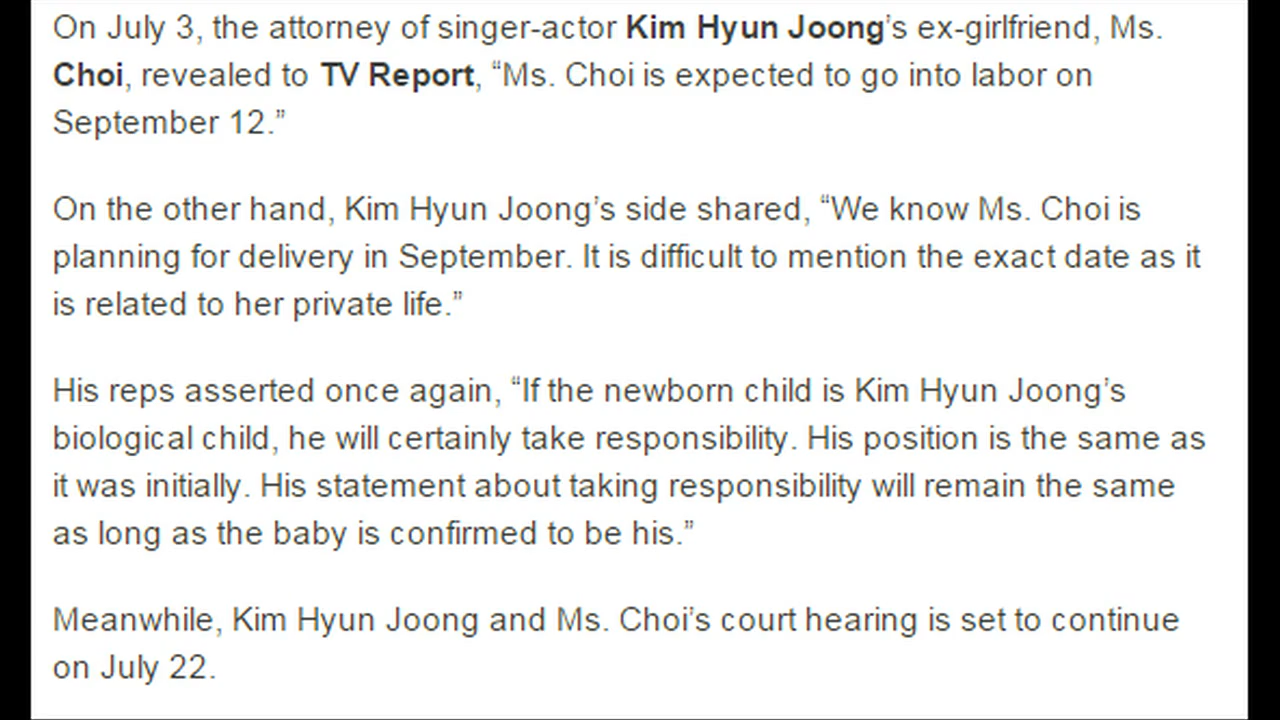 On July 3, the attorney of singer-actor Kim Hyun Joong’s ex-girlfriend, Ms.
Choi, revealed to TV Report, “Ms. Choi is expected to go into labor on
September 12.”
On the other hand, Kim Hyun Joong’s side shared, “We know Ms. Choi is
planning for delivery in September. It is difficult to mention the exact date as it
is related to her private life.”
His reps asserted once again, “If the newborn child is Kim Hyun Joong’s
biological child, he will certainly take responsibility. His position is the same as
it was initially. His statement about taking responsibility will remain the same
as long as the baby is confirmed to be his.”
Meanwhile, Kim Hyun Joong and Ms. Choi’s court hearing is set to continue
on July 22.